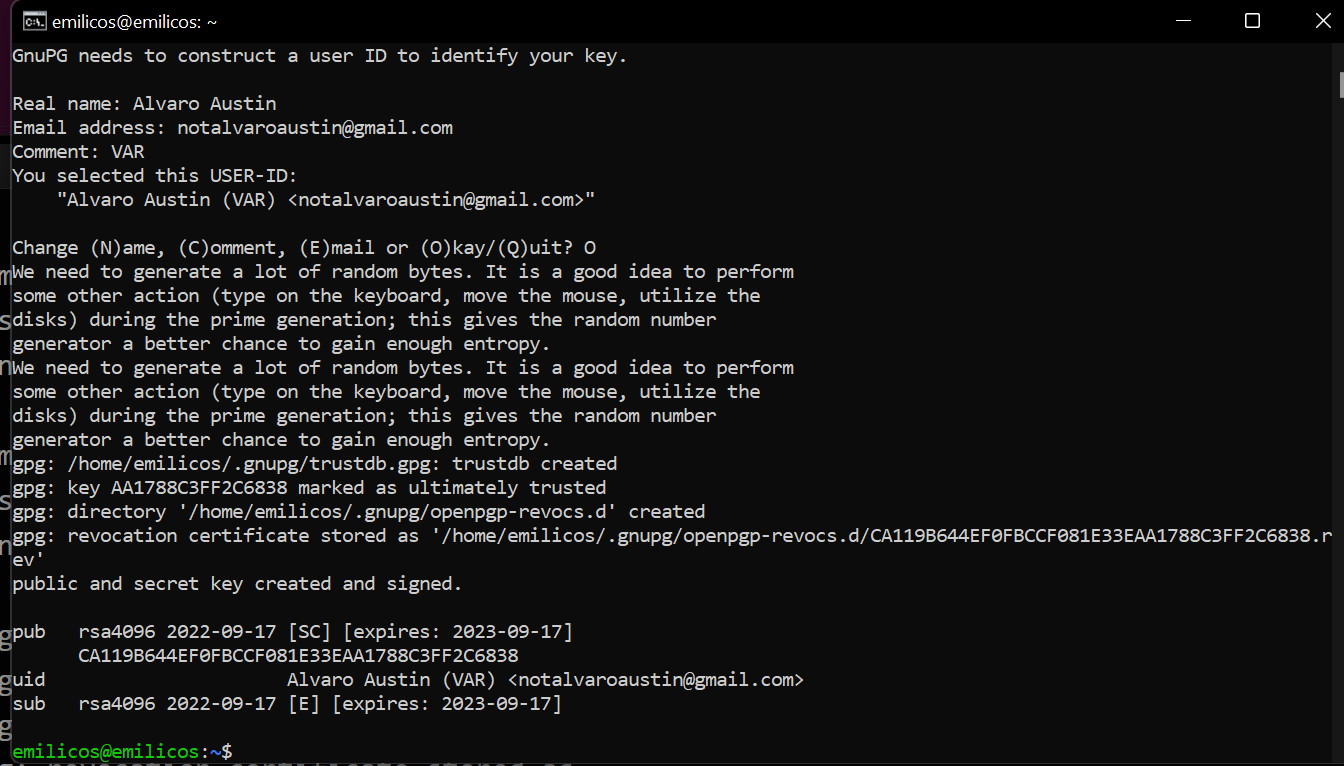 emilicos@emilicos: ~
GnuPG needs to construct a user ID to identify your key.
Real name: Alvaro Austin
Email address: notalvaroaustin@gmail.com
Comment: VAR
You selected this USER-ID:
    "Alvaro Austin (VAR) <notalvaroaustin@gmail.com>"
Change (N)ame, (C)omment, (E)mail or (O)kay/(Q)uit? O
We need to generate a lot of random bytes. It is a good idea to perform
some other action (type on the keyboard, move the mouse, utilize the
disks) during the prime generation; this gives the random number
generator a better chance to gain enough entropy.
We need to generate a lot of random bytes. It is a good idea to perform
some other action (type on the keyboard, move the mouse, utilize the
disks) during the prime generation; this gives the random number
generator a better chance to gain enough entropy.
gpg: /home/emilicos/.gnupg/trustdb.gpg: trustdb created
gpg: key AA1788C3FF2C6838 marked as ultimately trusted
gpg: directory '/home/emilicos/.gnupg/openpgp-revocs.d' created
gpg: revocation certificate stored as '/home/emilicos/.gnupg/openpgp-revocs.d/CA119B644EF0FBCCF081E33EAA1788C3FF2C6838.r
ev'
public and secret key created and signed.
pub   rsa4096 2022-09-17 [SC] [expires: 2023-09-17]
      CA119B644EF0FBCCF081E33EAA1788C3FF2C6838
uid                      Alvaro Austin (VAR) <notalvaroaustin@gmail.com>
sub   rsa4096 2022-09-17 [E] [expires: 2023-09-17]
emilicos@emilicos:~$